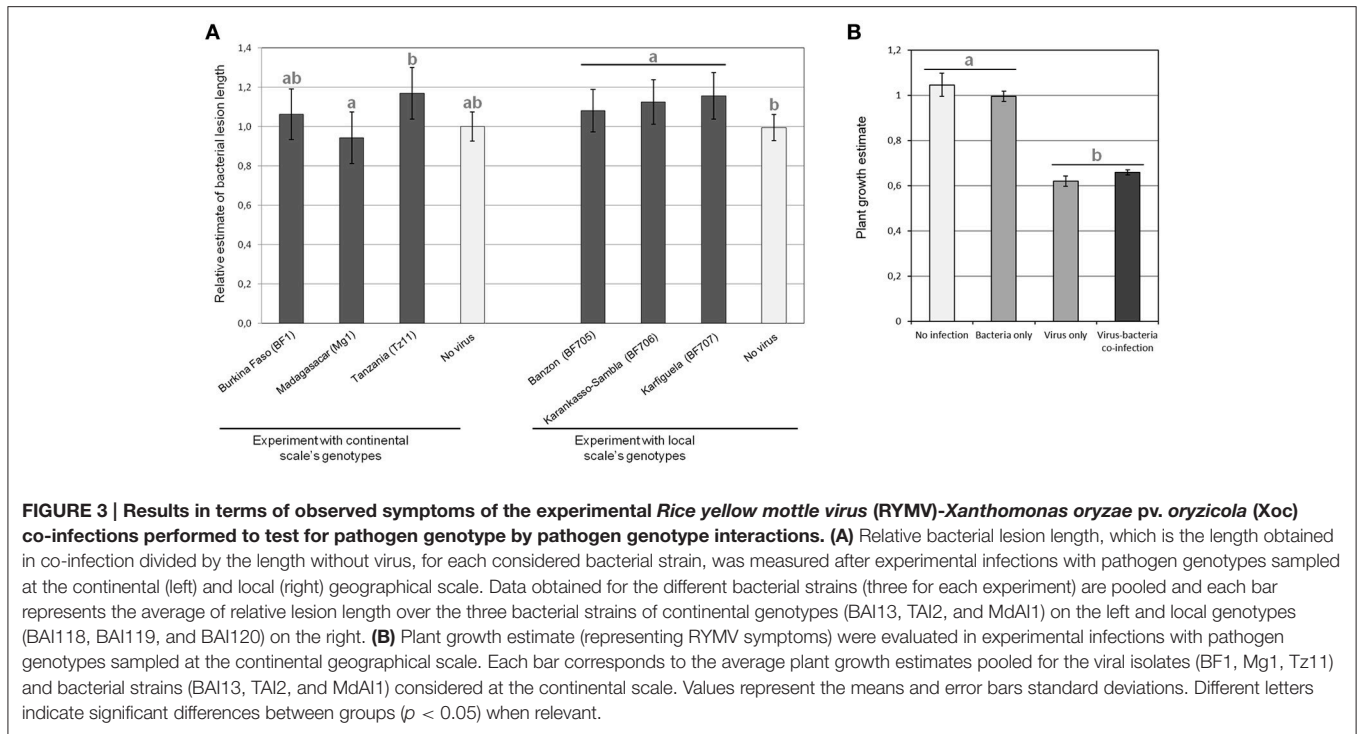 A
Relative estimate of bacterial lesion length
1,4
1,2
1,0
0,8
0,6
0,4
0,2
0,0
ab
a
b
ab
a
b
Burkina Faso (BF1)
Madagasacar (Mg1)
Tanzania (Tz11)
No virus
Banzon (BF705)
Karankasso-Sambla (BF706)
Karfiguela (BF707)
No virus
Experiment with continental
scale's genotypes
Experiment with local
scale's genotypes
B
Plant growth estimate
1,2
1
0,8
0,6
0,4
0,2
0
a
b
No infection
Bacteria only
Virus only
Virus-bacteria
co-infection
FIGURE 3 | Results in terms of observed symptoms of the experimental Rice yellow mottle virus (RYMV)-Xanthomonas oryzae pv. oryzicola (Xoc)
co-infections performed to test for pathogen genotype by pathogen genotype interactions. (A) Relative bacterial lesion length, which is the length obtained
in co-infection divided by the length without virus, for each considered bacterial strain, was measured after experimental infections with pathogen genotypes sampled
at the continental (left) and local (right) geographical scale. Data obtained for the different bacterial strains (three for each experiment) are pooled and each bar
represents the average of relative lesion length over the three bacterial strains of continental genotypes (BAI13, TAI2, and MdAI1) on the left and local genotypes
(BAI118, BAI119, and BAI120) on the right. (B) Plant growth estimate (representing RYMV symptoms) were evaluated in experimental infections with pathogen
genotypes sampled at the continental geographical scale. Each bar corresponds to the average plant growth estimates pooled for the viral isolates (BF1, Mg1, Tz11)
and bacterial strains (BAI13, TAI2, and MdAI1) considered at the continental scale. Values represent the means and error bars standard deviations. Different letters
indicate significant differences between groups (p < 0.05) when relevant.